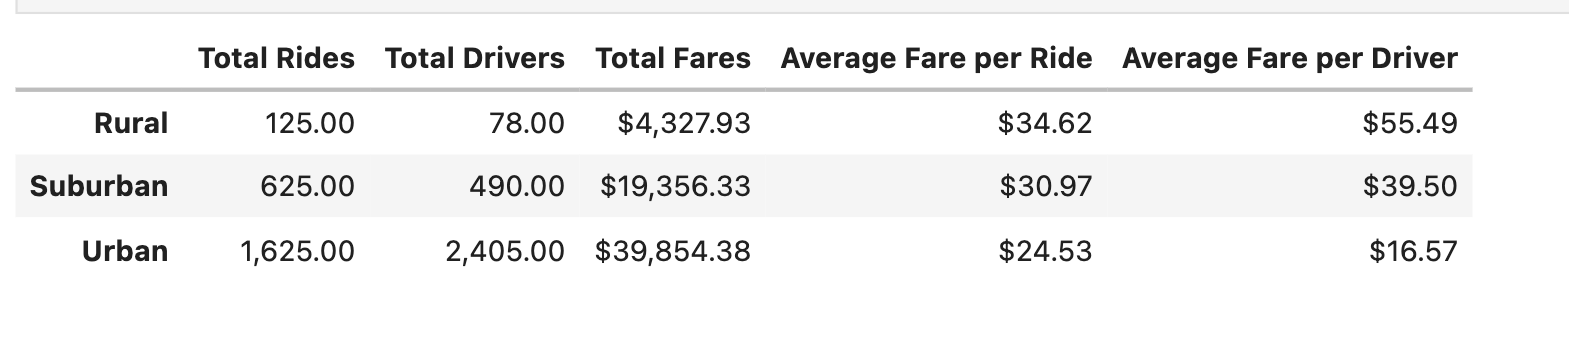 Total Rides Total Drivers Total Fares Average Fare per Ride Average Fare per Driver
Rural 125.00 78.00 $4,327.93 $34.62 $55.49
Suburban 625.00 490.00 $19,356.33 $30.97 $39.50
Urban 1,625.00 2,405.00 $39,854.38 $24.53 $16.57